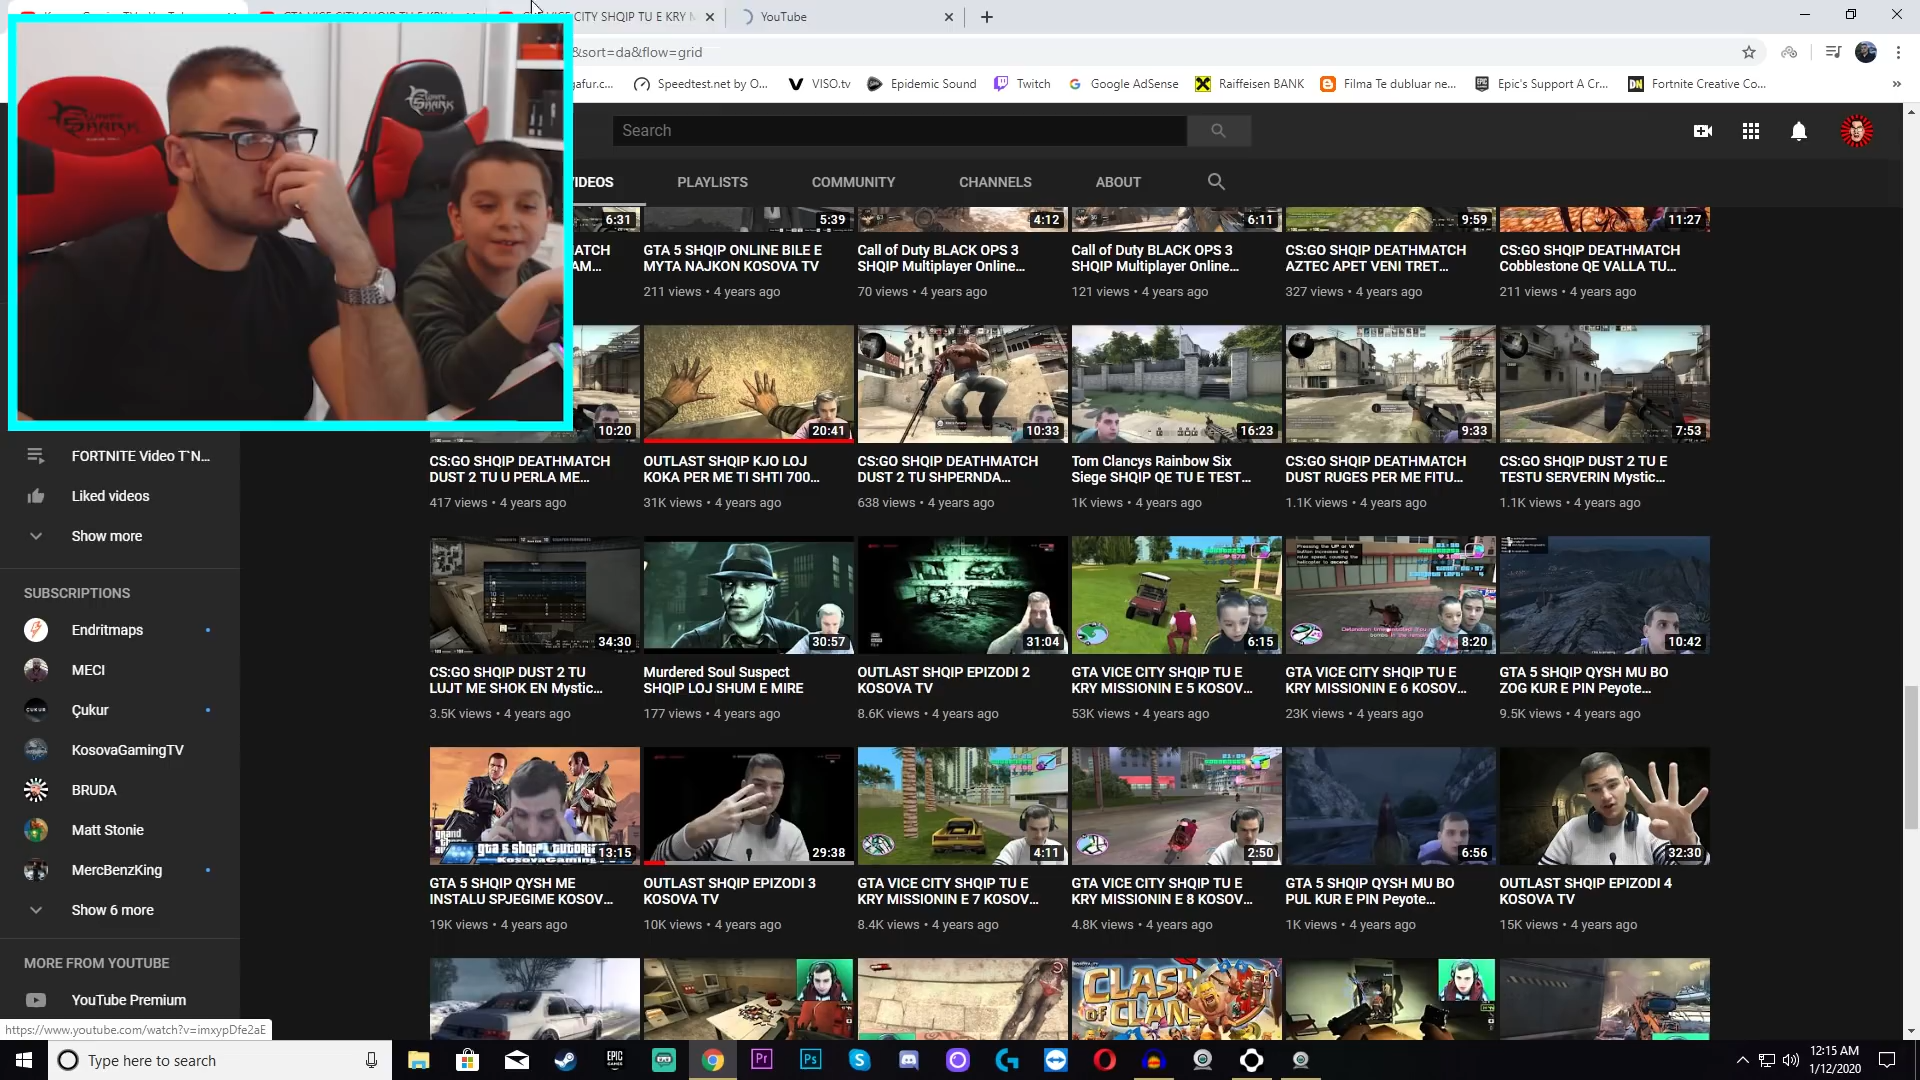 CITY SHQIP TU E KRY
YouTube
&sort=da&flow=grid
gafur.c...
Speedtest.net by O...
VISO.tv
Epidemic Sound
Twitch
Google AdSense
Raiffeisen BANK
Filma Te dubluar ne...
Epic's Support A Cr...
Fortnite Creative Co...
»
Search
VIDEOS
PLAYLISTS
COMMUNITY
CHANNELS
ABOUT
6:31
5:39
4:12
6:11
9:59
11:27
GTA 5 SHQIP ONLINE BILE E
MYTA NAJKON KOSOVA TV
211 views • 4 years ago
Call of Duty BLACK OPS 3
SHQIP Multiplayer Online...
70 views • 4 years ago
Call of Duty BLACK OPS 3
SHQIP Multiplayer Online...
121 views • 4 years ago
CS:GO SHQIP DEATHMATCH
AZTEC APET VENI TRET...
327 views • 4 years ago
CS:GO SHQIP DEATHMATCH
Cobblestone QE VALLA TU...
211 views • 4 years ago
10:20
20:41
10:33
16:23
9:33
7:53
CS:GO SHQIP DEATHMATCH
DUST 2 TU U PERLA ME...
417 views • 4 years ago
OUTLAST SHQIP KJO LOJ
KOKA PER ME TI SHTI 700...
31K views • 4 years ago
CS:GO SHQIP DEATHMATCH
DUST 2 TU SHPERNDA...
638 views • 4 years ago
Tom Clancys Rainbow Six
Siege SHQIP QE TU E TEST...
1K views • 4 years ago
CS:GO SHQIP DEATHMATCH
DUST RUGES PER ME FITU...
1.1K views • 4 years ago
CS:GO SHQIP DUST 2 TU E
TESTU SERVERIN Mystic...
1.1K views • 4 years ago
34:30
30:57
31:04
6:15
8:20
10:42
CS:GO SHQIP DUST 2 TU
LUJT ME SHOK EN Mystic...
3.5K views • 4 years ago
Murdered Soul Suspect
SHQIP LOJ SHUM E MIRE
177 views • 4 years ago
OUTLAST SHQIP EPIZODI 2
KOSOVA TV
8.6K views • 4 years ago
GTA VICE CITY SHQIP TU E
KRY MISSIONIN E 5 KOSOV...
53K views • 4 years ago
GTA VICE CITY SHQIP TU E
KRY MISSIONIN E 6 KOSOV...
23K views • 4 years ago
GTA 5 SHQIP QYSH MU BO
ZOG KUR E PIN Peyote...
9.5K views • 4 years ago
13:15
29:38
4:11
2:50
6:56
32:30
GTA 5 SHQIP QYSH ME
INSTALU SPJEGIME KOSOV...
19K views • 4 years ago
OUTLAST SHQIP EPIZODI 3
KOSOVA TV
10K views • 4 years ago
GTA VICE CITY SHQIP TU E
KRY MISSIONIN E 7 KOSOV...
8.4K views • 4 years ago
GTA VICE CITY SHQIP TU E
KRY MISSIONIN E 8 KOSOV...
4.8K views • 4 years ago
GTA 5 SHQIP QYSH MU BO
PUL KUR E PIN Peyote...
1K views • 4 years ago
OUTLAST SHQIP EPIZODI 4
KOSOVA TV
15K views • 4 years ago
CLASH
OF CLANS
FORTNITE Video T`N...
Liked videos
Show more
SUBSCRIPTIONS
Endritmaps
MECI
Çukur
KosovaGamingTV
BRUDA
Matt Stonie
MercBenzKing
Show 6 more
MORE FROM YOUTUBE
YouTube Premium
https://www.youtube.com/watch?v=imxypDfe2aE
Type here to search
12:15 AM
1/12/2020